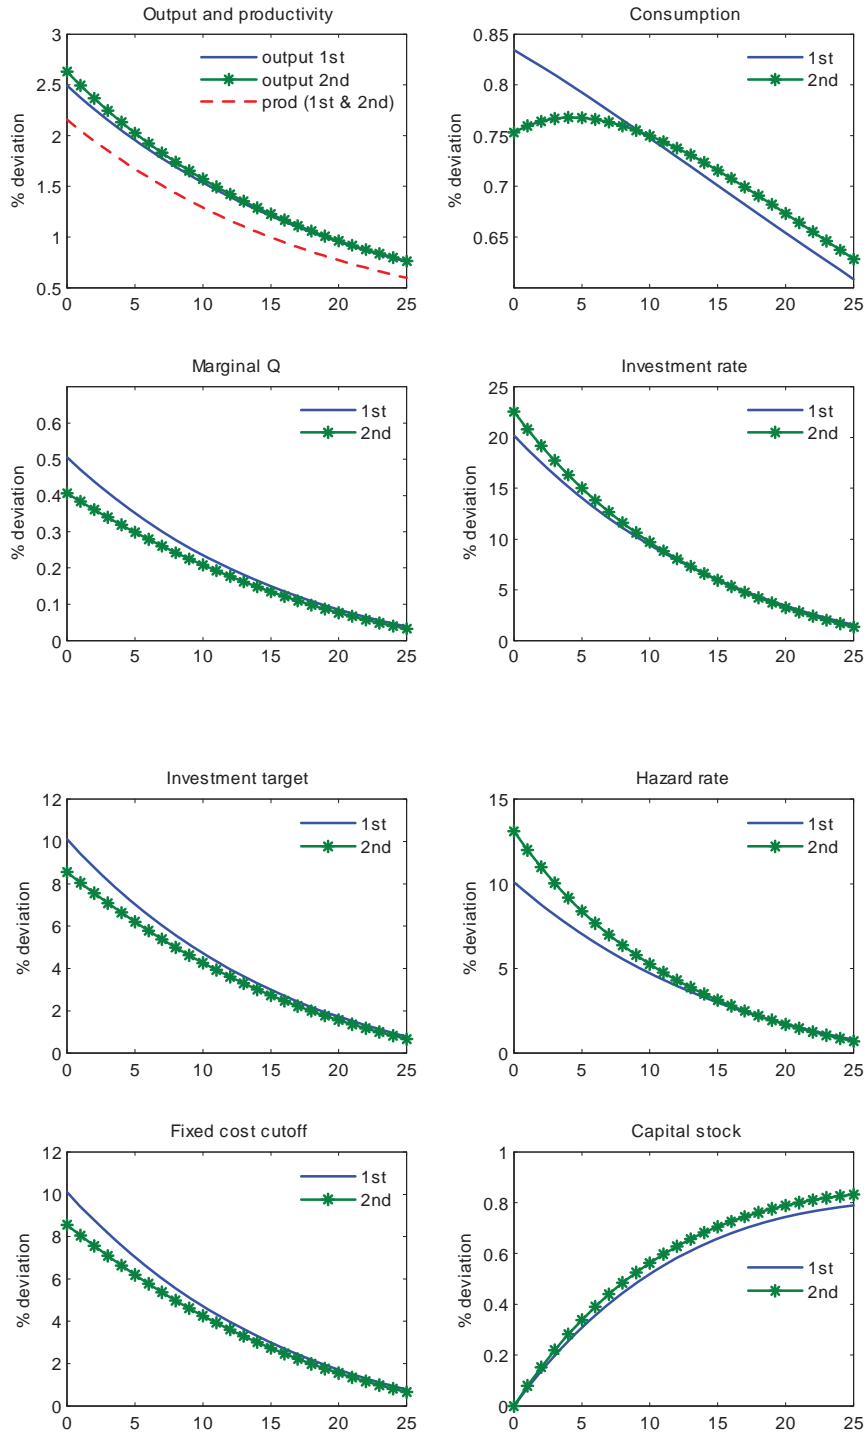 Output and productivity
% deviation
3
2.5
2
1.5
1
0.5
0 5 10 15 20 25
output 1st
output 2nd
prod (1st & 2nd)
Consumption
% deviation
0.85
0.8
0.75
0.7
0.65
0 5 10 15 20 25
1st
2nd
Marginal Q
% deviation
0.6
0.5
0.4
0.3
0.2
0.1
0
0 5 10 15 20 25
1st
2nd
Investment rate
% deviation
25
20
15
10
5
0
0 5 10 15 20 25
1st
2nd
Investment target
% deviation
12
10
8
6
4
2
0
0 5 10 15 20 25
1st
2nd
Hazard rate
% deviation
15
10
5
0
0 5 10 15 20 25
1st
2nd
Fixed cost cutoff
% deviation
12
10
8
6
4
2
0
0 5 10 15 20 25
1st
2nd
Capital stock
% deviation
1
0.8
0.6
0.4
0.2
0
0 5 10 15 20 25
1st
2nd